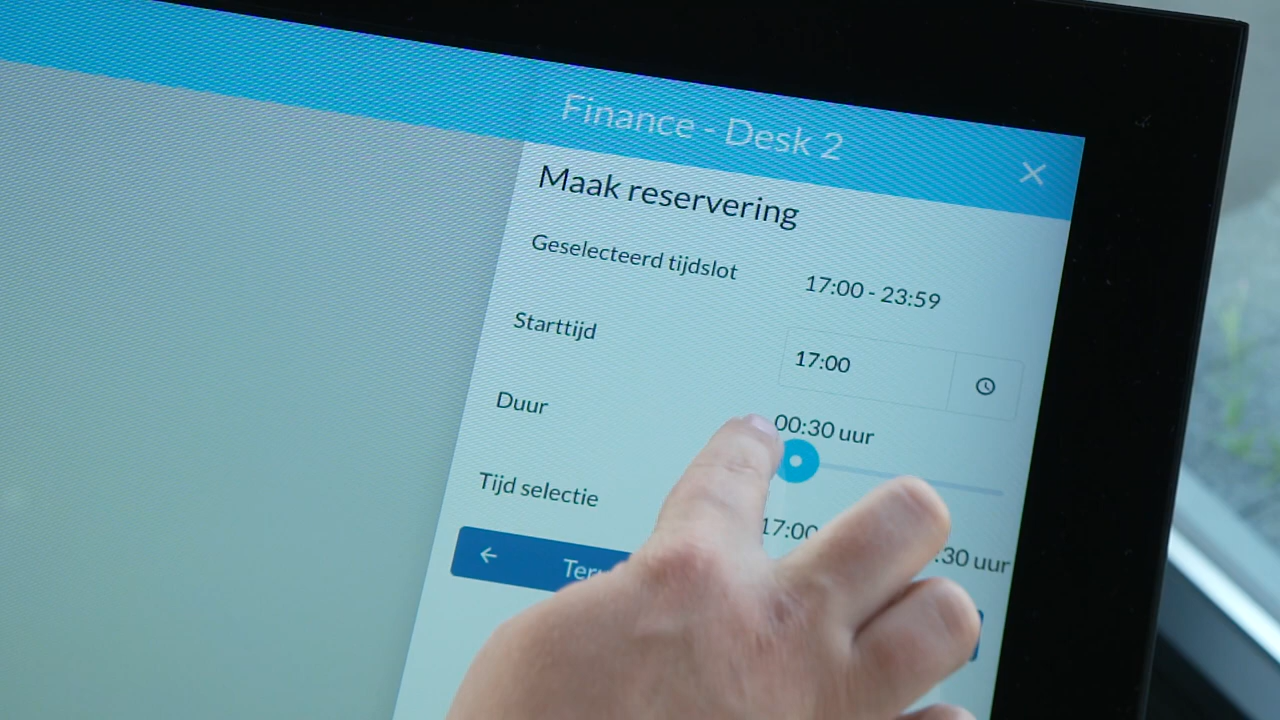 Finance - Desk 2
Maak reservering
Geselecteerd tijdslot 17:00 - 23:59
Starttijd 17:00
Duur 00:30 uur
Tijd selectie 17:00 :30 uur